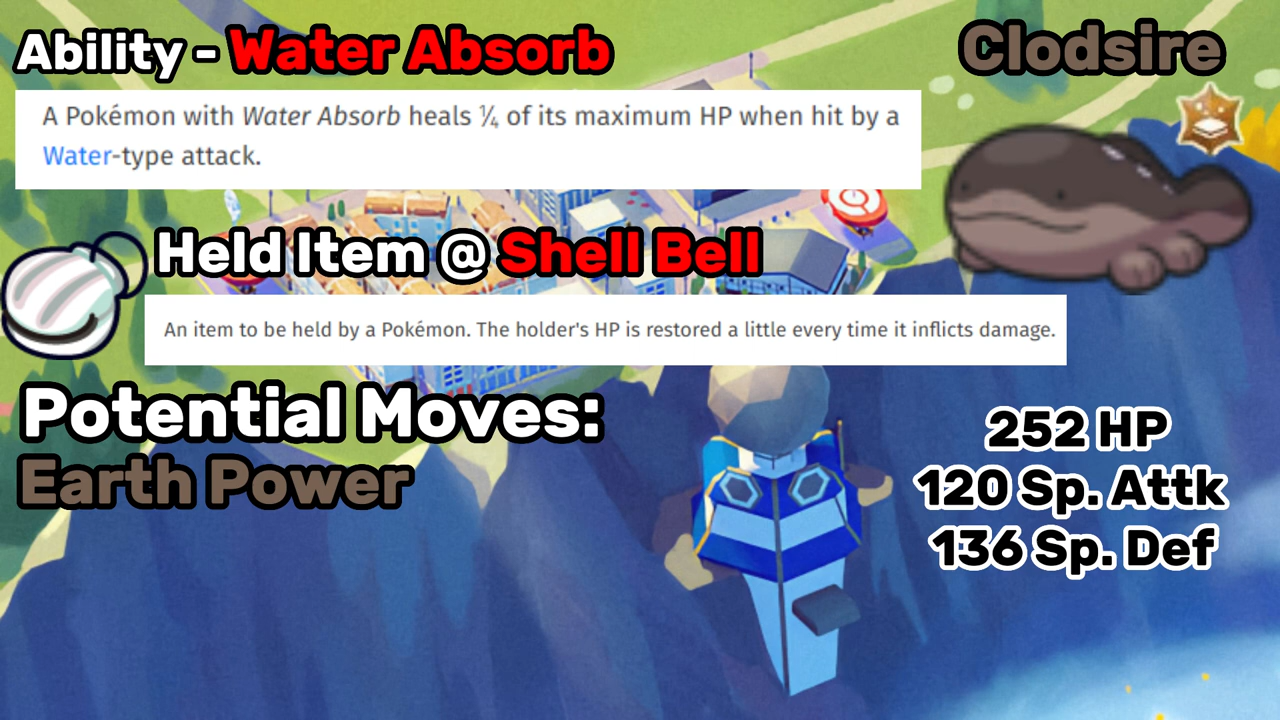 Ability - Water Absorb
Clodsire
A Pokémon with Water Absorb heals ¼ of its maximum HP when hit by a
Water-type attack.
Held Item @ Shell Bell
An item to be held by a Pokémon. The holder's HP is restored a little every time it inflicts damage.
Potential Moves:
Earth Power
252 HP
120 Sp. Attk
136 Sp. Def